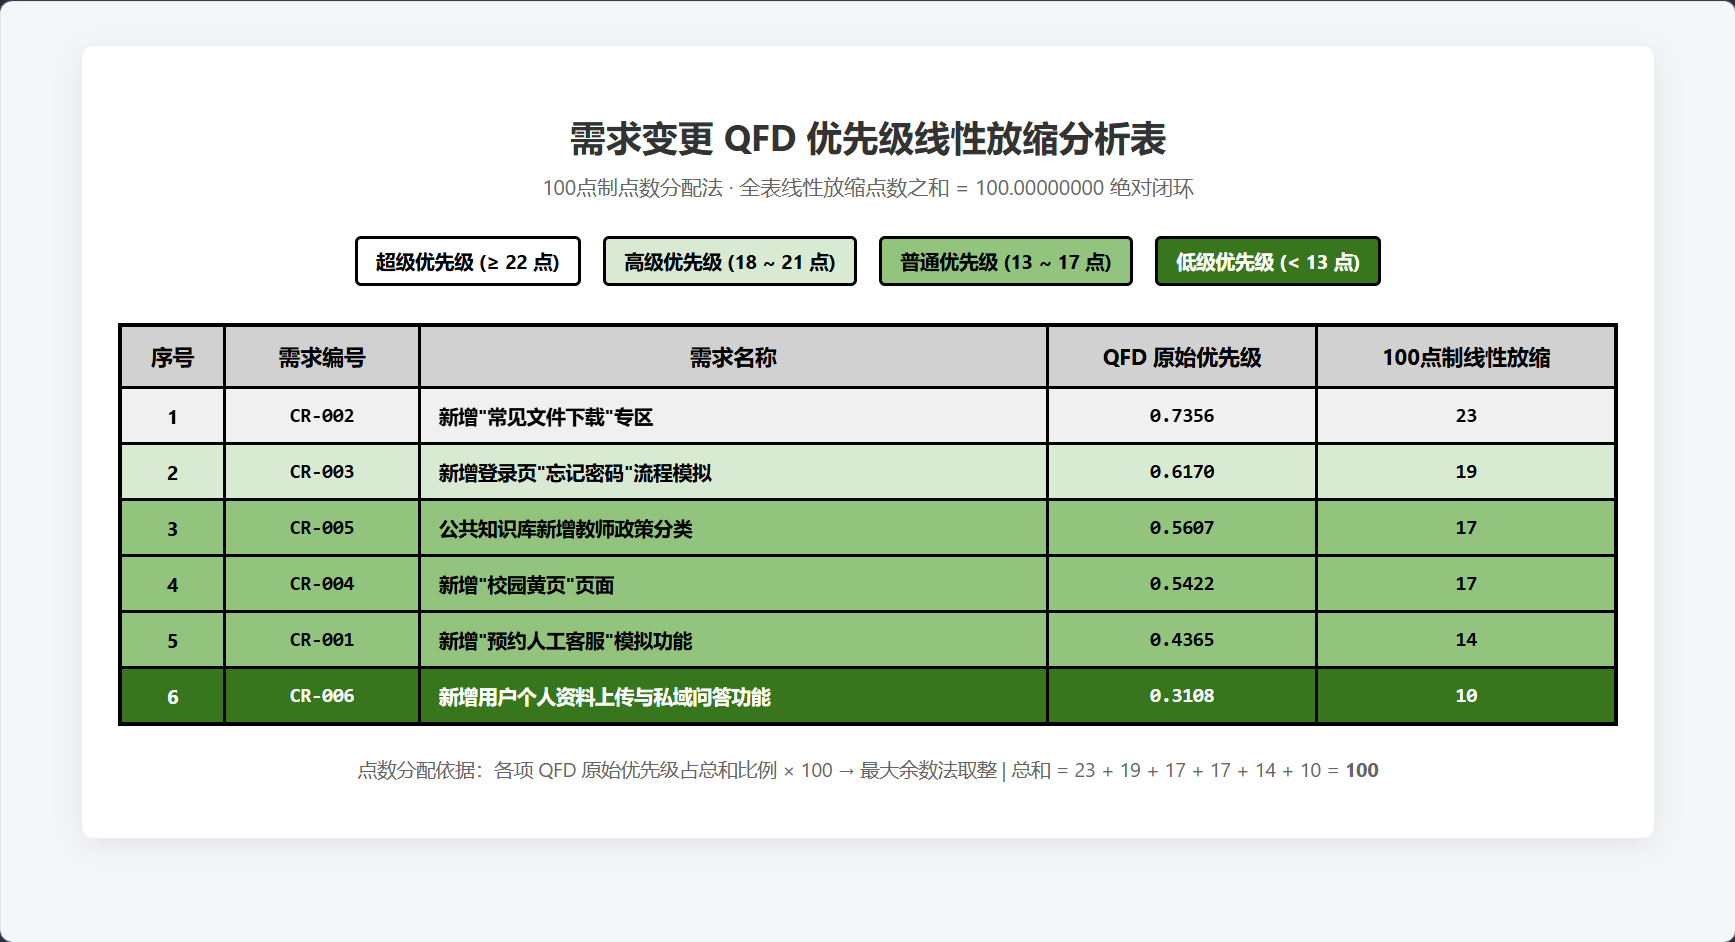 需求变更 QFD 优先级线性放缩分析表
100点制点数分配法 · 全表线性放缩点数之和 = 100.00000000 绝对闭环
超级优先级 (≥ 22 点) 高级优先级 (18 ~ 21 点) 普通优先级 (13 ~ 17 点) 低级优先级 (< 13 点)
序号 需求编号 需求名称 QFD 原始优先级 100点制线性放缩
1 CR-002 新增"常见文件下载"专区 0.7356 23
2 CR-003 新增登录页"忘记密码"流程模拟 0.6170 19
3 CR-005 公共知识库新增教师政策分类 0.5607 17
4 CR-004 新增"校园黄页"页面 0.5422 17
5 CR-001 新增"预约人工客服"模拟功能 0.4365 14
6 CR-006 新增用户个人资料上传与私域问答功能 0.3108 10
点数分配依据：各项 QFD 原始优先级占总和比例 × 100 → 最大余数法取整 | 总和 = 23 + 19 + 17 + 17 + 14 + 10 = 100